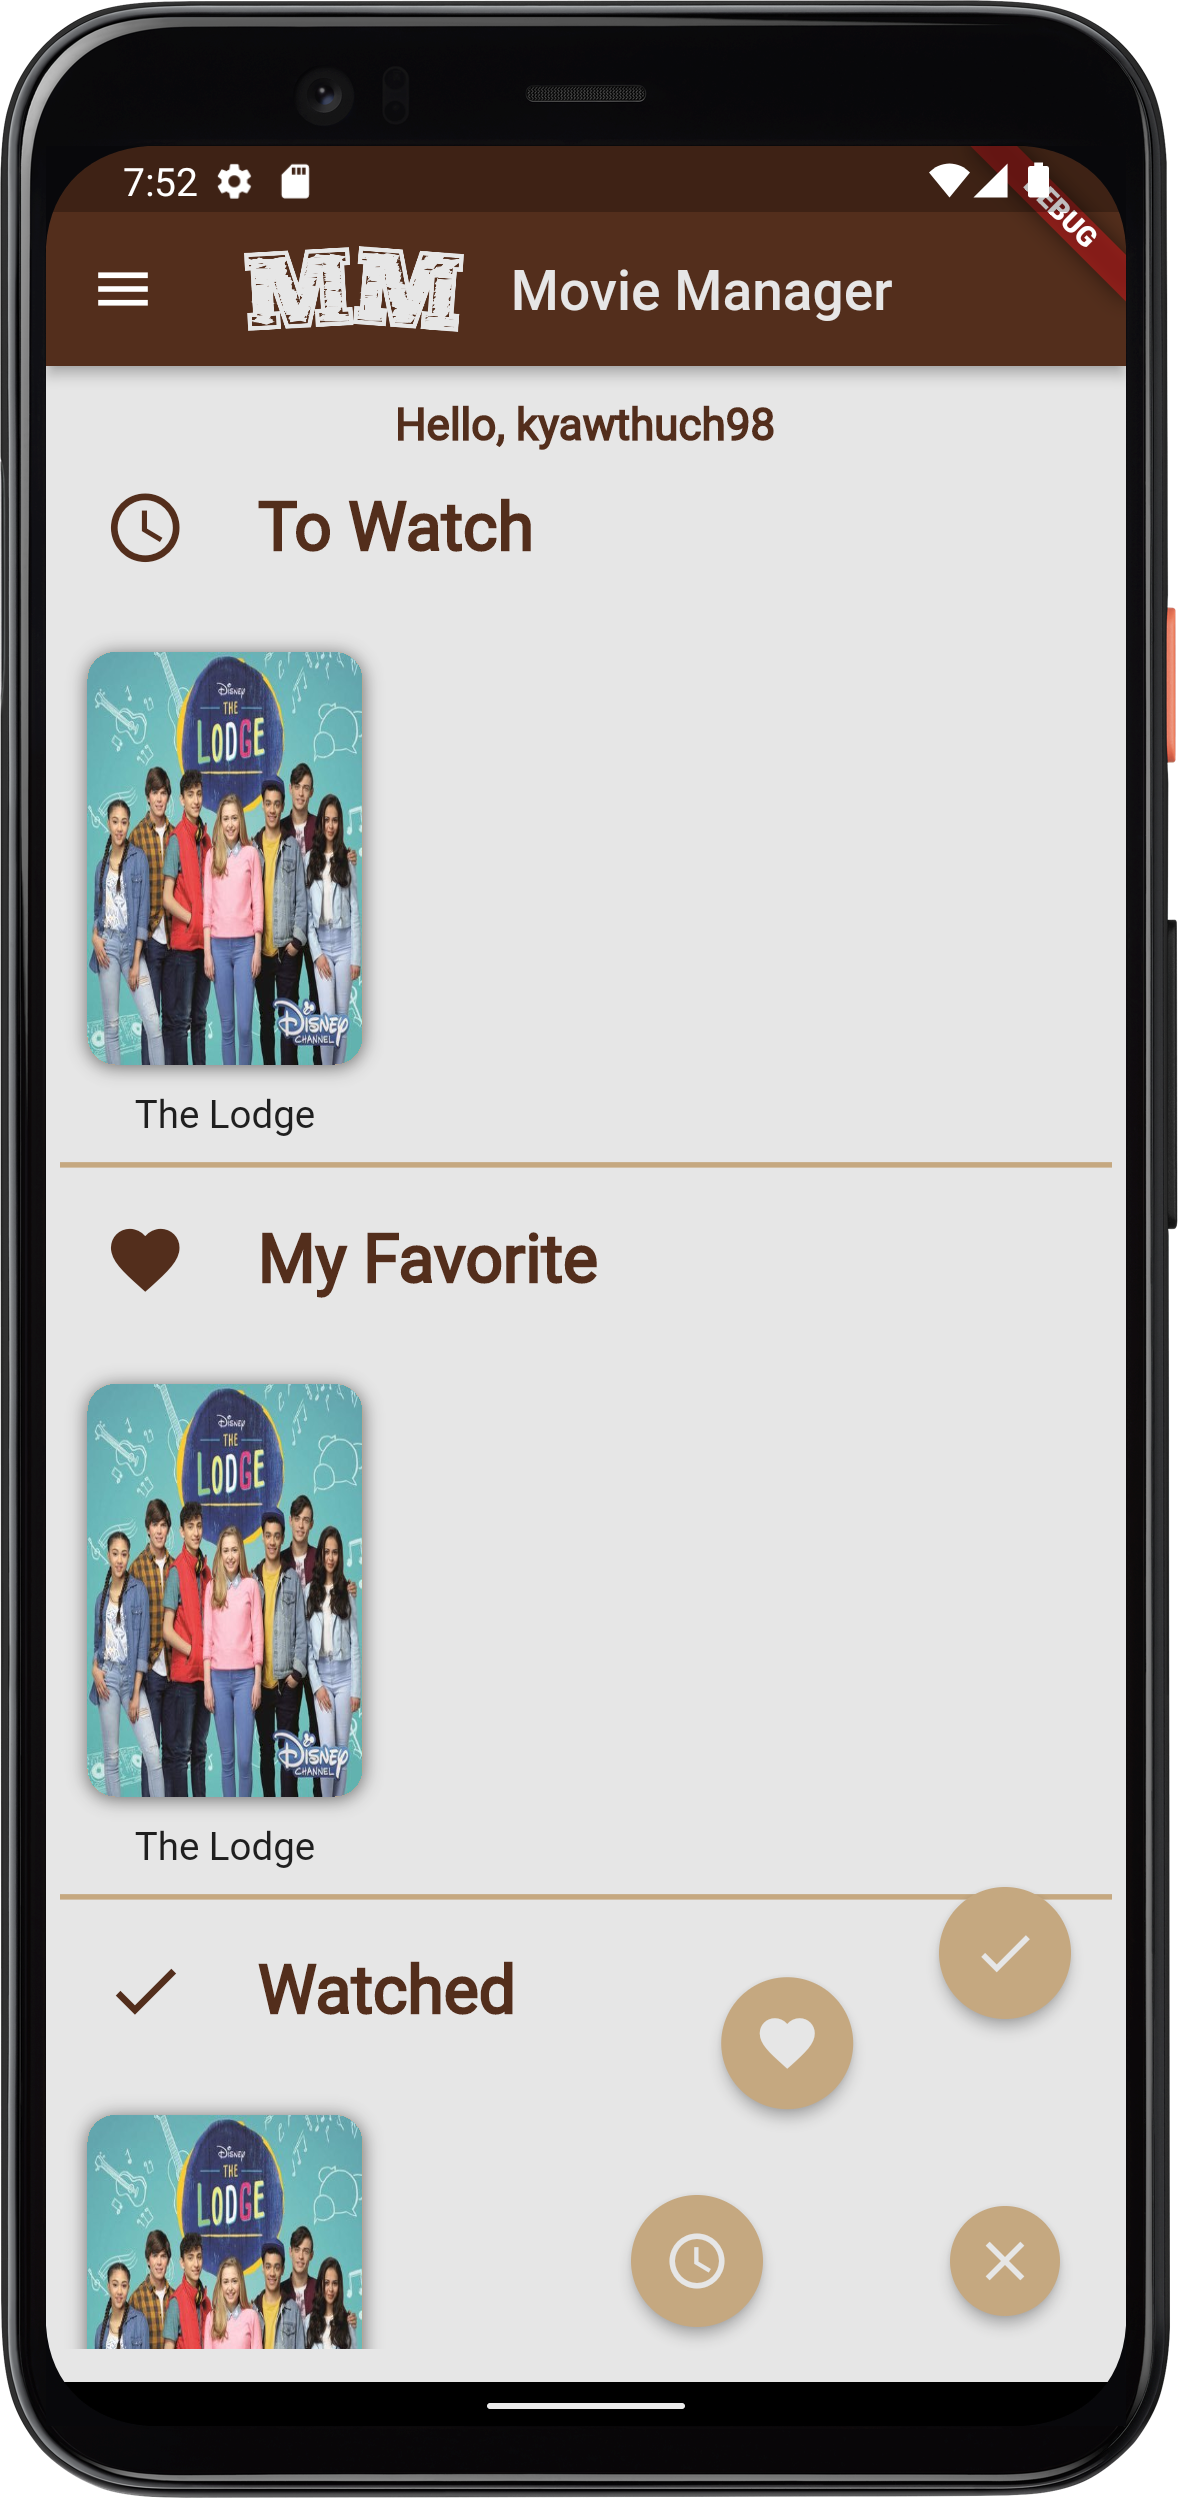 7:52
DEBUG
MM Movie Manager
Hello, kyawthuch98
To Watch
Disney
THE
LODGE
Disney
CHANNEL
The Lodge
My Favorite
Disney
THE
LODGE
Disney
CHANNEL
The Lodge
Watched
Disney
THE
LODGE